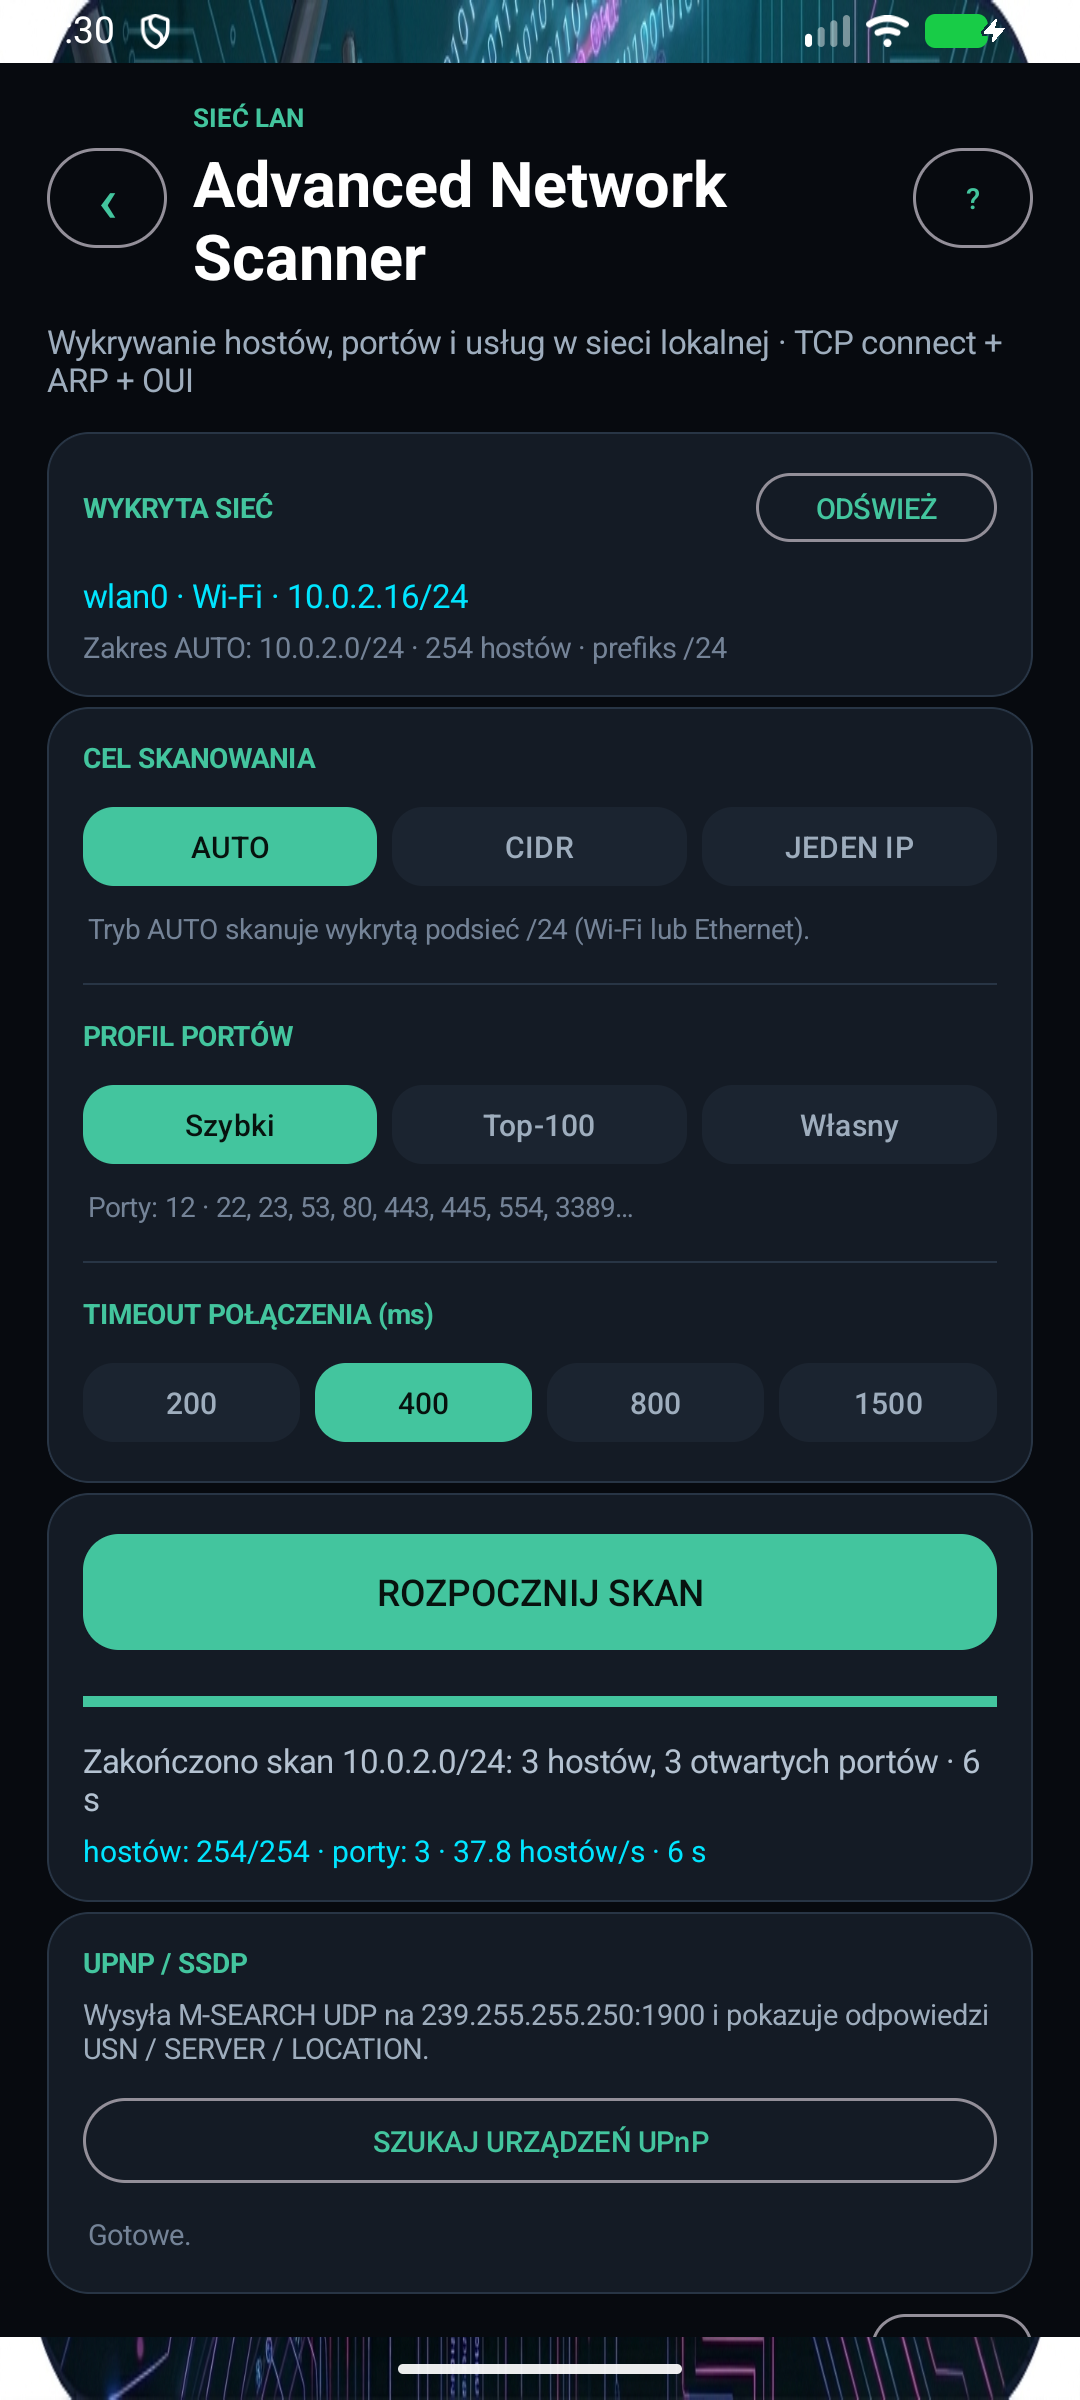 :30
SIEĆ LAN
‹
Advanced Network
Scanner
?
Wykrywanie hostów, portów i usług w sieci lokalnej · TCP connect +
ARP + OUI
WYKRYTA SIEĆ
ODŚWIEŻ
wlan0 · Wi-Fi · 10.0.2.16/24
Zakres AUTO: 10.0.2.0/24 · 254 hostów · prefiks /24
CEL SKANOWANIA
AUTO
CIDR
JEDEN IP
Tryb AUTO skanuje wykrytą podsieć /24 (Wi-Fi lub Ethernet).
PROFIL PORTÓW
Szybki
Top-100
Własny
Porty: 12 · 22, 23, 53, 80, 443, 445, 554, 3389…
TIMEOUT POŁĄCZENIA (ms)
200
400
800
1500
ROZPOCZNIJ SKAN
Zakończono skan 10.0.2.0/24: 3 hostów, 3 otwartych portów · 6
s
hostów: 254/254 · porty: 3 · 37.8 hostów/s · 6 s
UPNP / SSDP
Wysyła M-SEARCH UDP na 239.255.255.250:1900 i pokazuje odpowiedzi
USN / SERVER / LOCATION.
SZUKAJ URZĄDZEŃ UPnP
Gotowe.